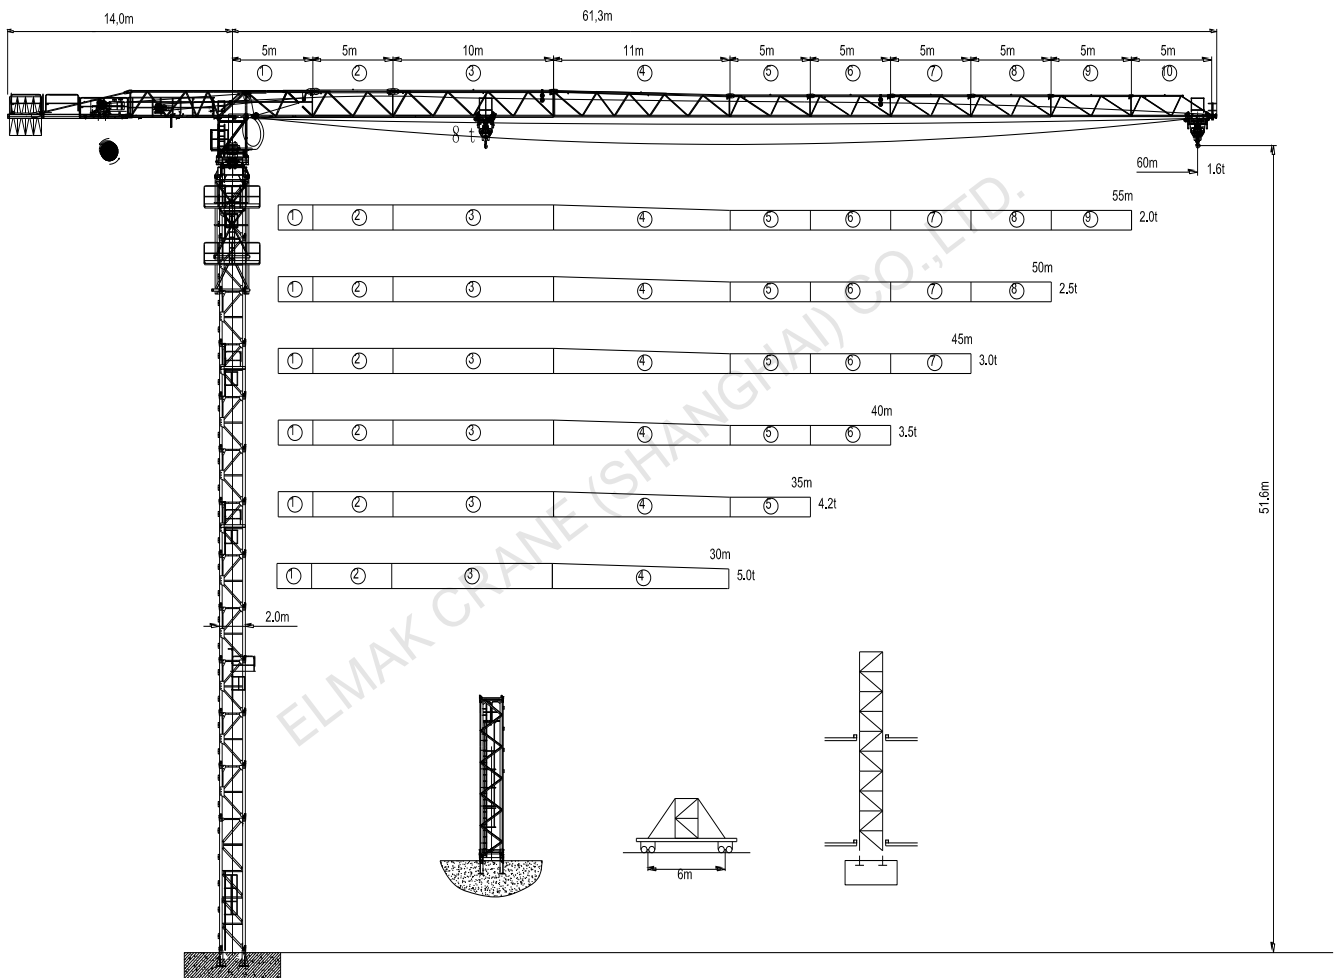 14,0m 61,3m
5m 5m 10m 11m 5m 5m 5m 5m 5m 5m
1 2 3 4 5 6 7 8 9 10
8 t
60m 1.6t
55m
1 2 3 4 5 6 7 8 9 2.0t
50m
1 2 3 4 5 6 7 8 2.5t
45m
1 2 3 4 5 6 7 3.0t
40m
1 2 3 4 5 6 3.5t
35m
1 2 3 4 5 4.2t
30m
1 2 3 4 5.0t
51.6m
2.0m
6m
ELMAK CRANE (SHANGHAI) CO.,LTD.